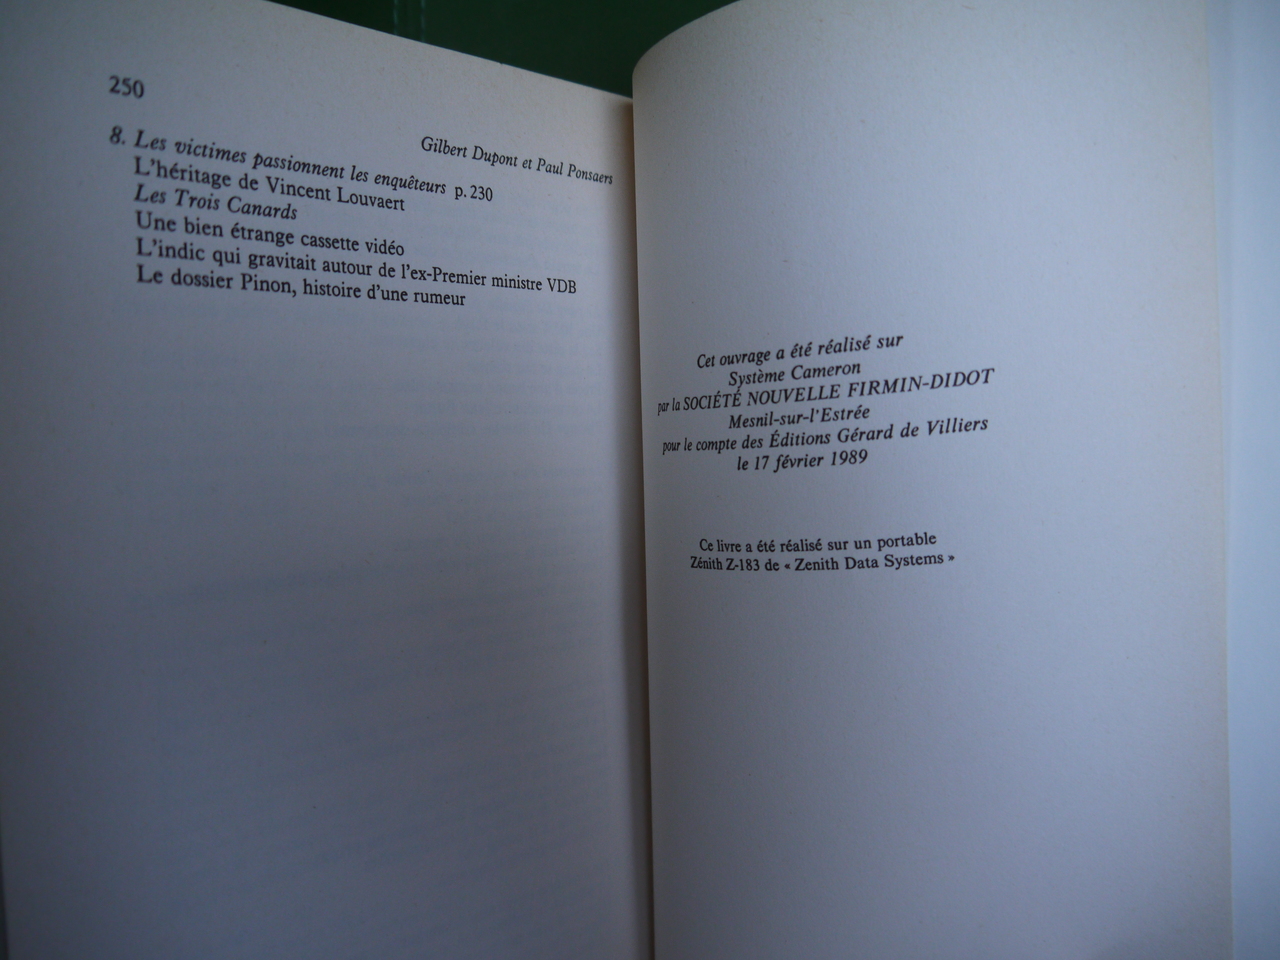 250
Gilbert Dupont et Paul Ponsaers
8. Les victimes passionnent les enquêteurs p. 230
L'héritage de Vincent Louvaert
Les Trois Canards
Une bien étrange cassette vidéo
L'indic qui gravitait autour de l'ex-Premier ministre VDB
Le dossier Pinon, histoire d'une rumeur
Cet ouvrage a été réalisé sur
Système Cameron
par la SOCIÉTÉ NOUVELLE FIRMIN-DIDOT
Mesnil-sur-l'Estrée
pour le compte des Éditions Gérard de Villiers
le 17 février 1989
Ce livre a été réalisé sur un portable
Zénith Z-183 de « Zenith Data Systems »